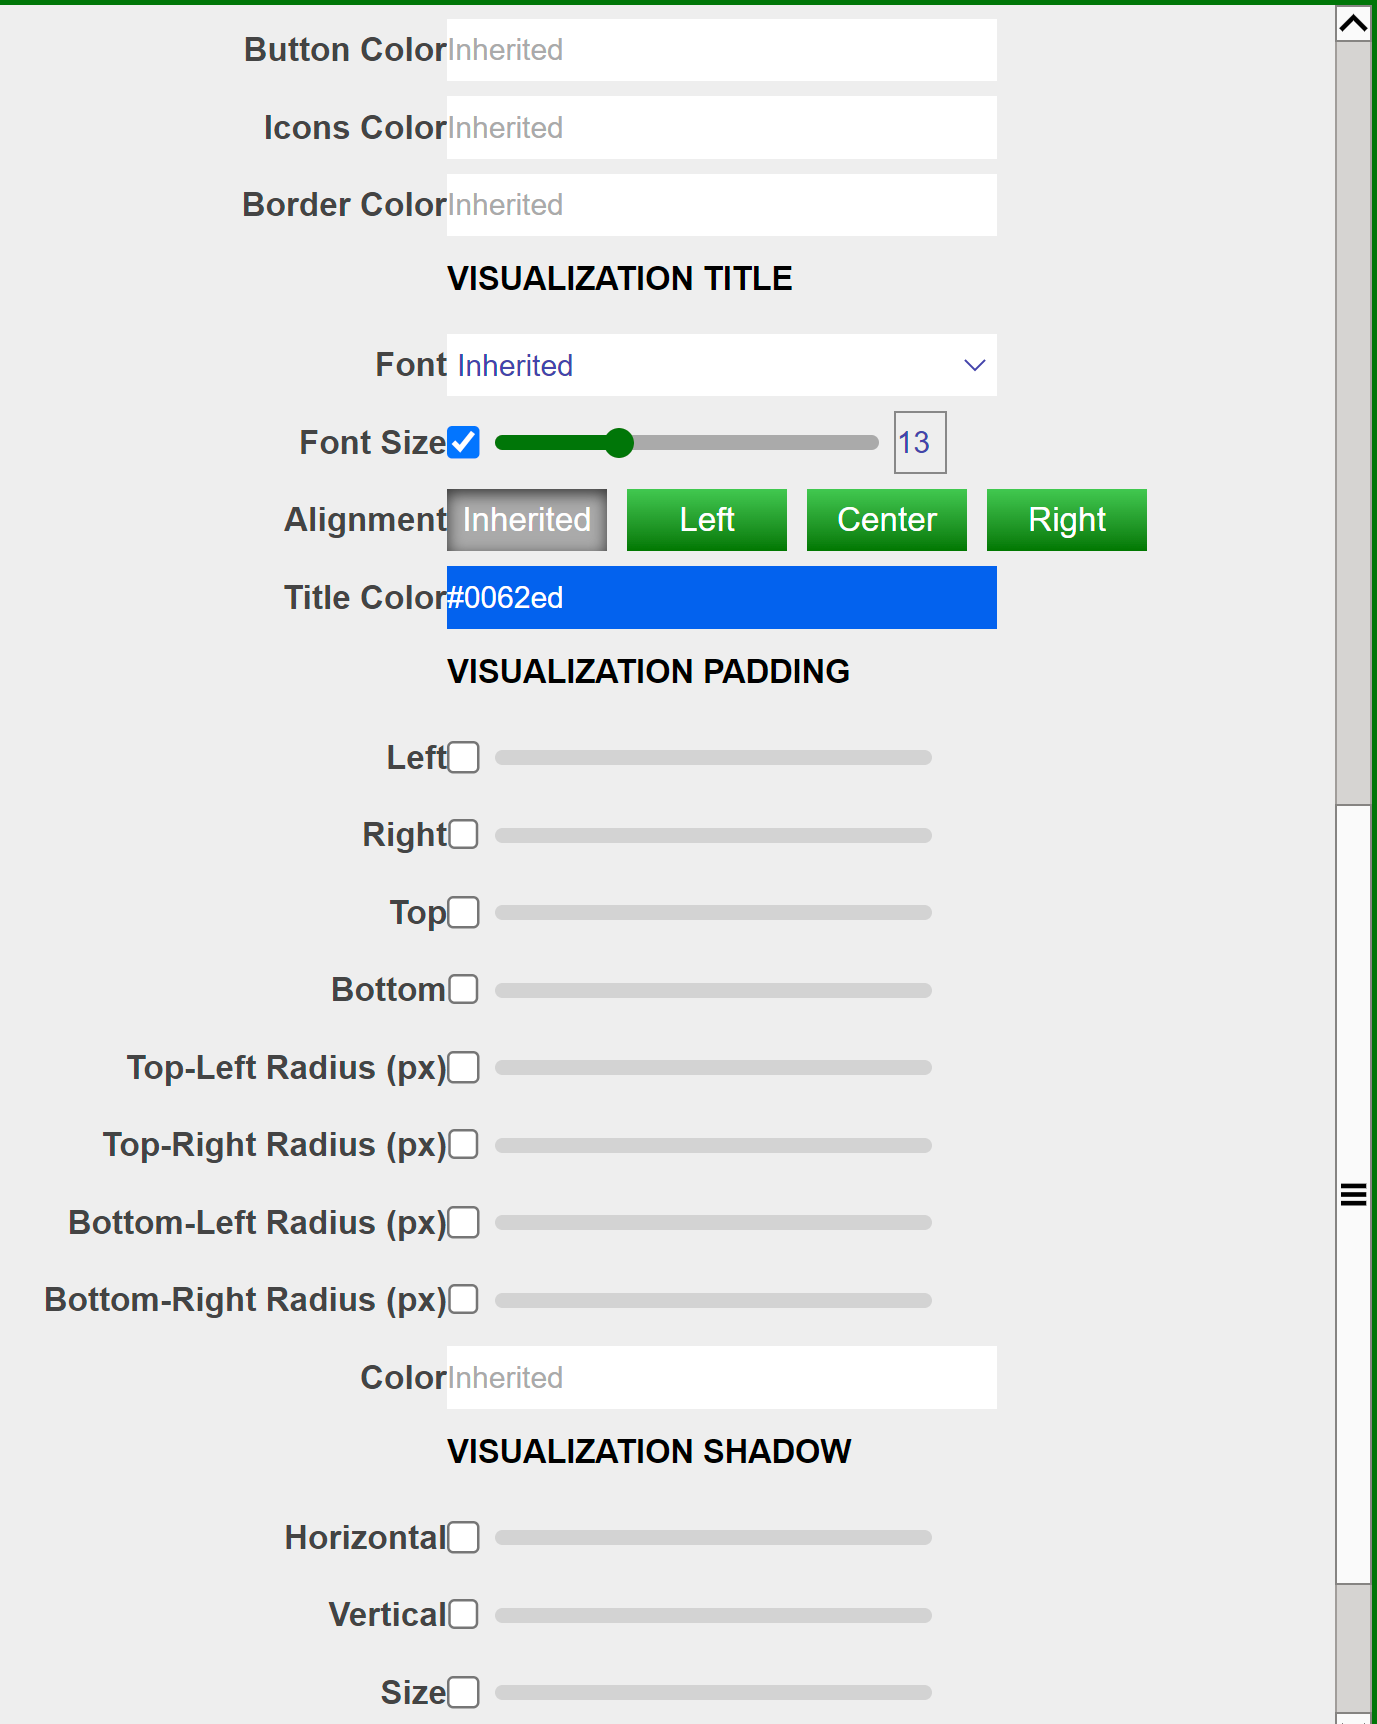 Button Color Inherited
Icons Color Inherited
Border Color Inherited
VISUALIZATION TITLE
Font Inherited
Font Size 13
Alignment Inherited Left Center Right
Title Color #0062ed
VISUALIZATION PADDING
Left
Right
Top
Bottom
Top-Left Radius (px)
Top-Right Radius (px)
Bottom-Left Radius (px)
Bottom-Right Radius (px)
Color Inherited
VISUALIZATION SHADOW
Horizontal
Vertical
Size